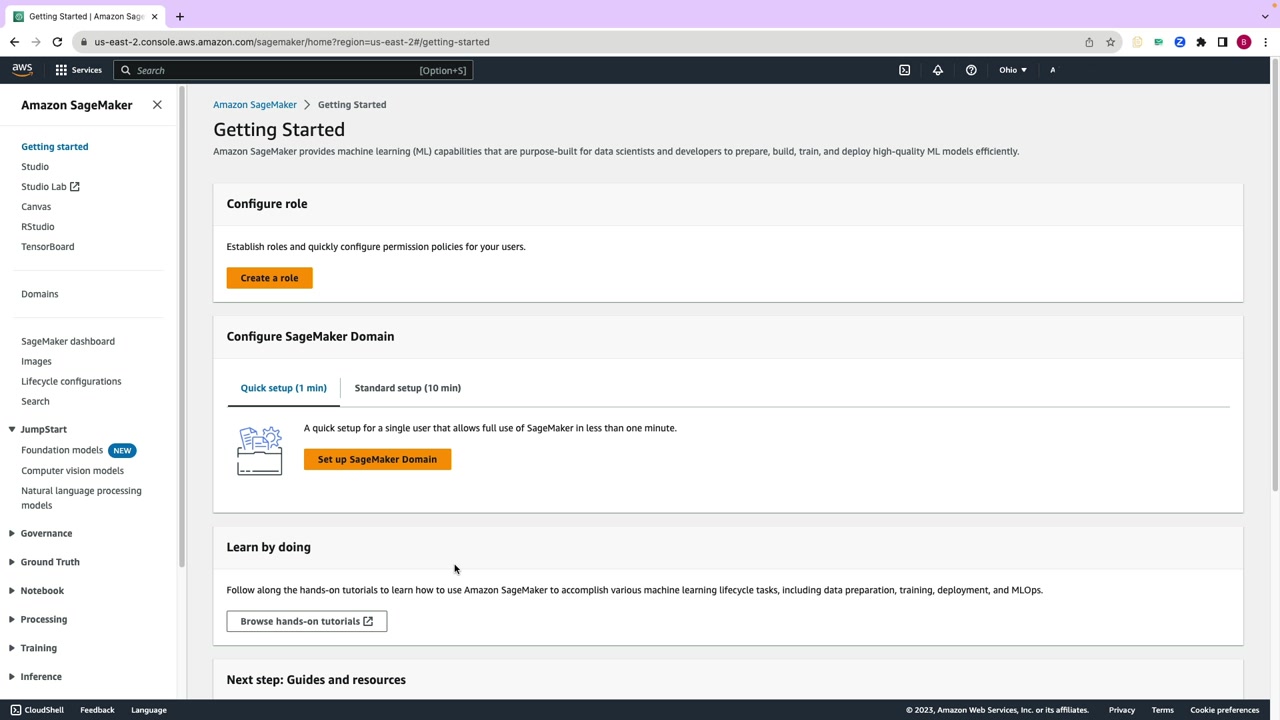 Getting Started | Amazon Sage
us-east-2.console.aws.amazon.com/sagemaker/home?region=us-east-2#/getting-started
B
aws
Services
Search
[Option+S]
Ohio
A
Amazon SageMaker
Getting started
Studio
Studio Lab
Canvas
RStudio
TensorBoard
Domains
SageMaker dashboard
Images
Lifecycle configurations
Search
JumpStart
Foundation models NEW
Computer vision models
Natural language processing
models
Governance
Ground Truth
Notebook
Processing
Training
Inference
Amazon SageMaker > Getting Started
Getting Started
Amazon SageMaker provides machine learning (ML) capabilities that are purpose-built for data scientists and developers to prepare, build, train, and deploy high-quality ML models efficiently.
Configure role
Establish roles and quickly configure permission policies for your users.
Create a role
Configure SageMaker Domain
Quick setup (1 min)
Standard setup (10 min)
A quick setup for a single user that allows full use of SageMaker in less than one minute.
Set up SageMaker Domain
Learn by doing
Follow along the hands-on tutorials to learn how to use Amazon SageMaker to accomplish various machine learning lifecycle tasks, including data preparation, training, deployment, and MLOps.
Browse hands-on tutorials
Next step: Guides and resources
CloudShell
Feedback
Language
© 2023, Amazon Web Services, Inc. or its affiliates.
Privacy
Terms
Cookie preferences